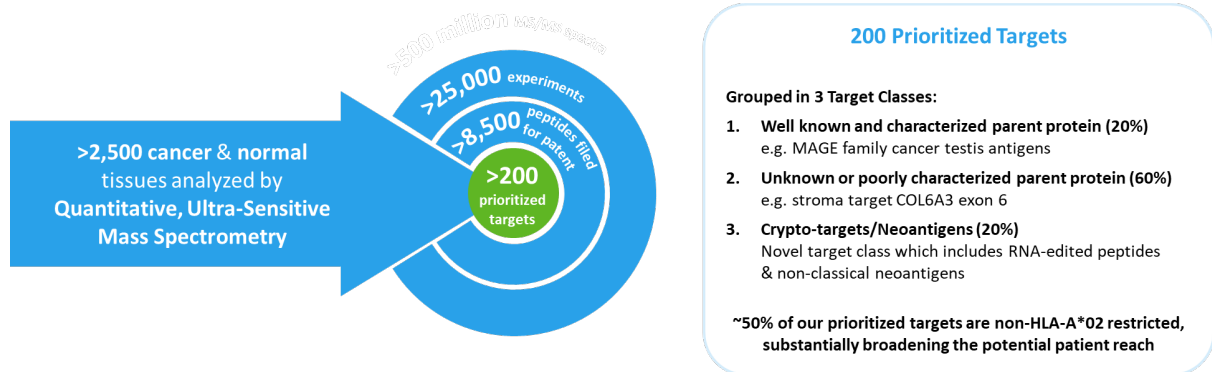 >2,500 cancer & normal
tissues analyzed by
Quantitative, Ultra-Sensitive
Mass Spectrometry
>500 million MS/MS spectra
>25,000 experiments
>8,500 peptides filed
for patent
>200
prioritized
targets
200 Prioritized Targets
Grouped in 3 Target Classes:
1. Well known and characterized parent protein (20%)
e.g. MAGE family cancer testis antigens
2. Unknown or poorly characterized parent protein (60%)
e.g. stroma target COL6A3 exon 6
3. Crypto-targets/Neoantigens (20%)
Novel target class which includes RNA-edited peptides
& non-classical neoantigens
~50% of our prioritized targets are non-HLA-A*02 restricted,
substantially broadening the potential patient reach